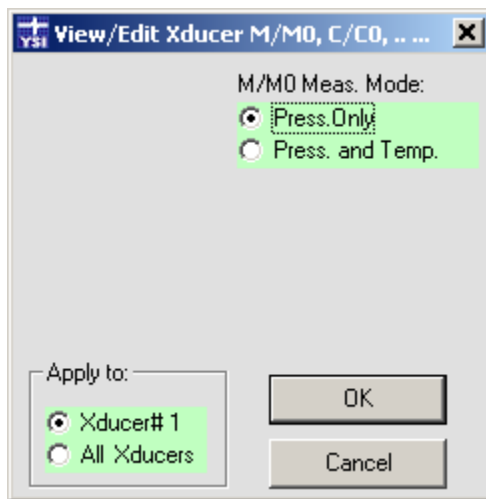 YSI View/Edit Xducer M/M0, C/C0, .. ...
M/M0 Meas. Mode:
Press.Only
Press. and Temp.
Apply to:
Xducer# 1
All Xducers
OK
Cancel